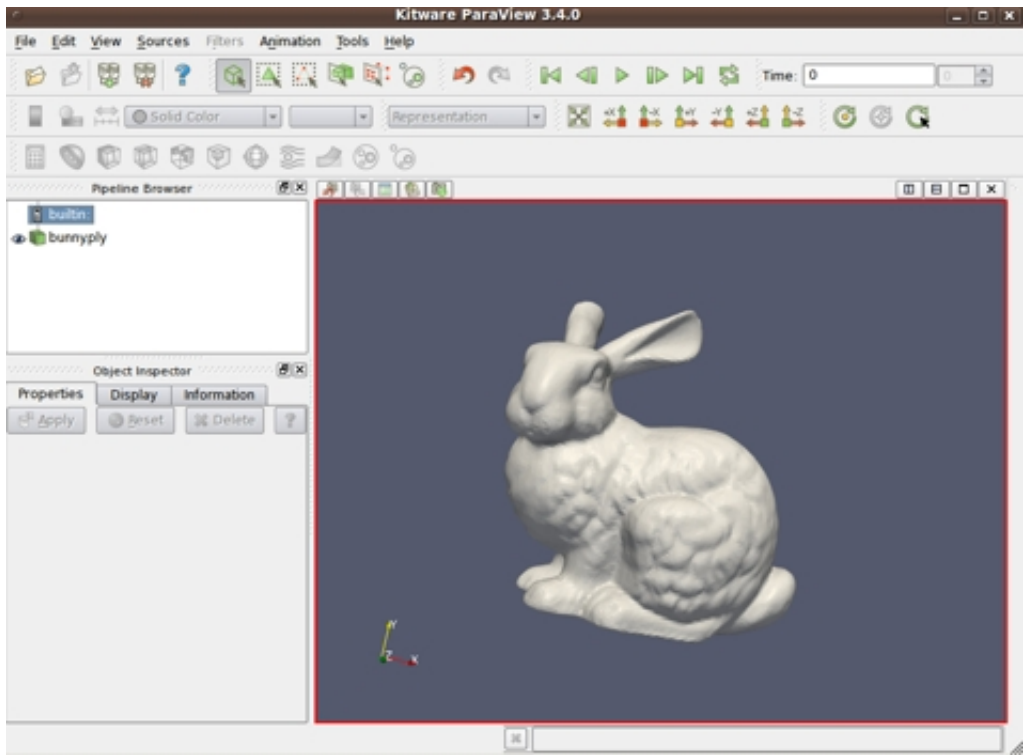 Kitware ParaView 3.4.0
File Edit View Sources Filters Animation Tools Help
? Time: 0 0
Solid Color Representation
+X -X +Y -Y +Z -Z
Pipeline Browser
builtin:
bunnyply
Object Inspector
Properties Display Information
Apply Reset Delete ?
Y
Z X